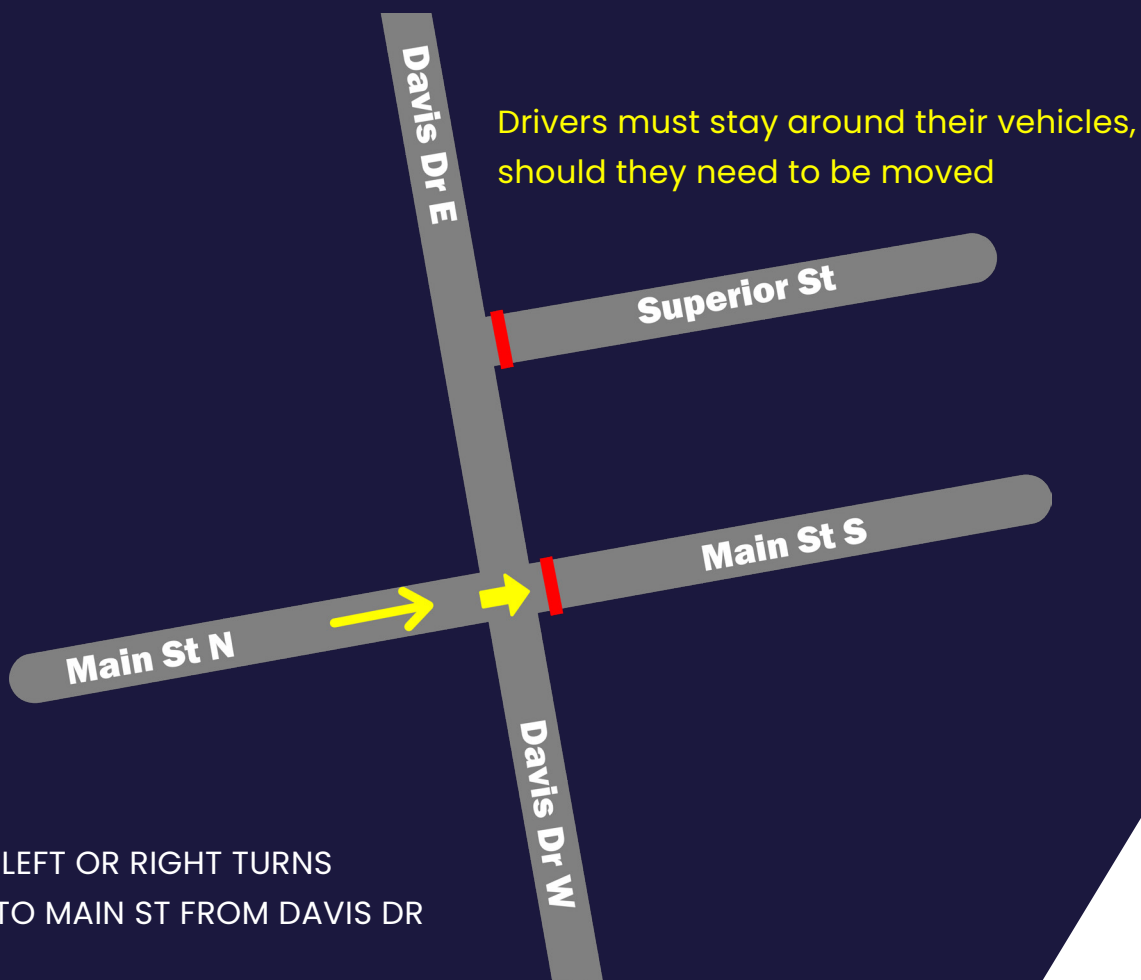 Davis Dr E
Drivers must stay around their vehicles,
should they need to be moved
Superior St
Main St S
Main St N
Davis Dr W
LEFT OR RIGHT TURNS
TO MAIN ST FROM DAVIS DR